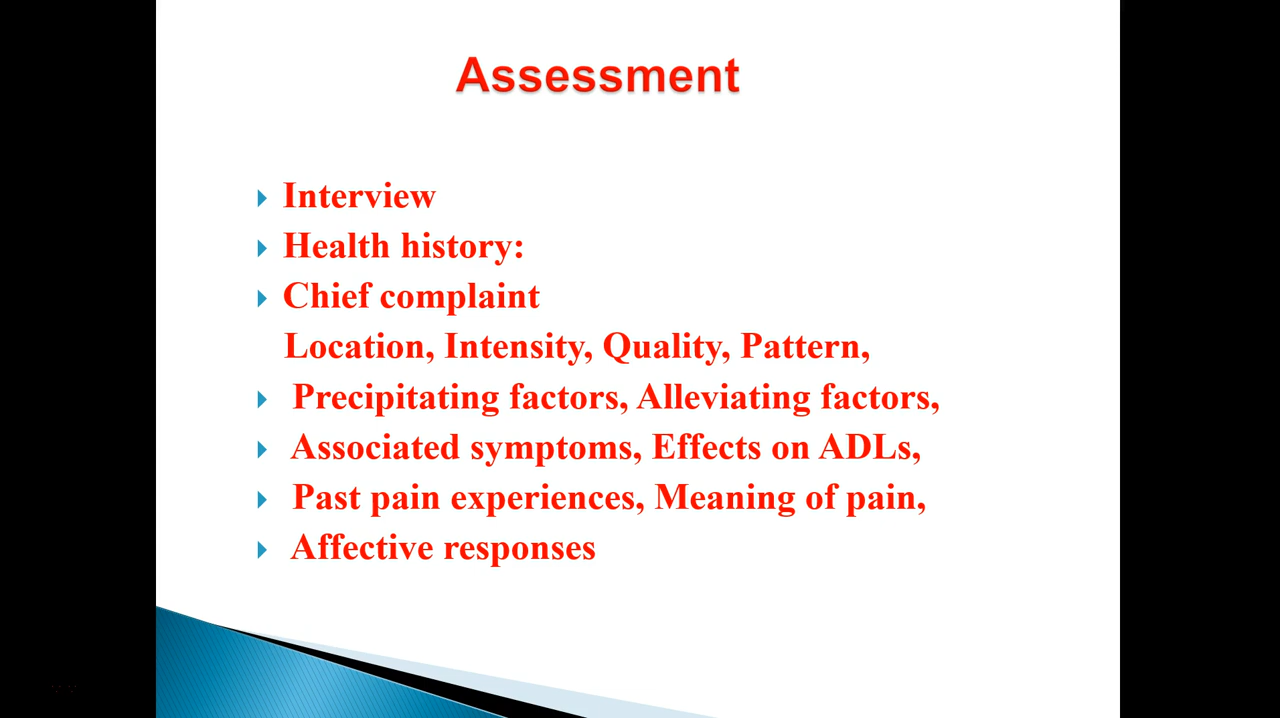 Assessment
Interview
Health history:
Chief complaint
Location, Intensity, Quality, Pattern,
Precipitating factors, Alleviating factors,
Associated symptoms, Effects on ADLs,
Past pain experiences, Meaning of pain,
Affective responses